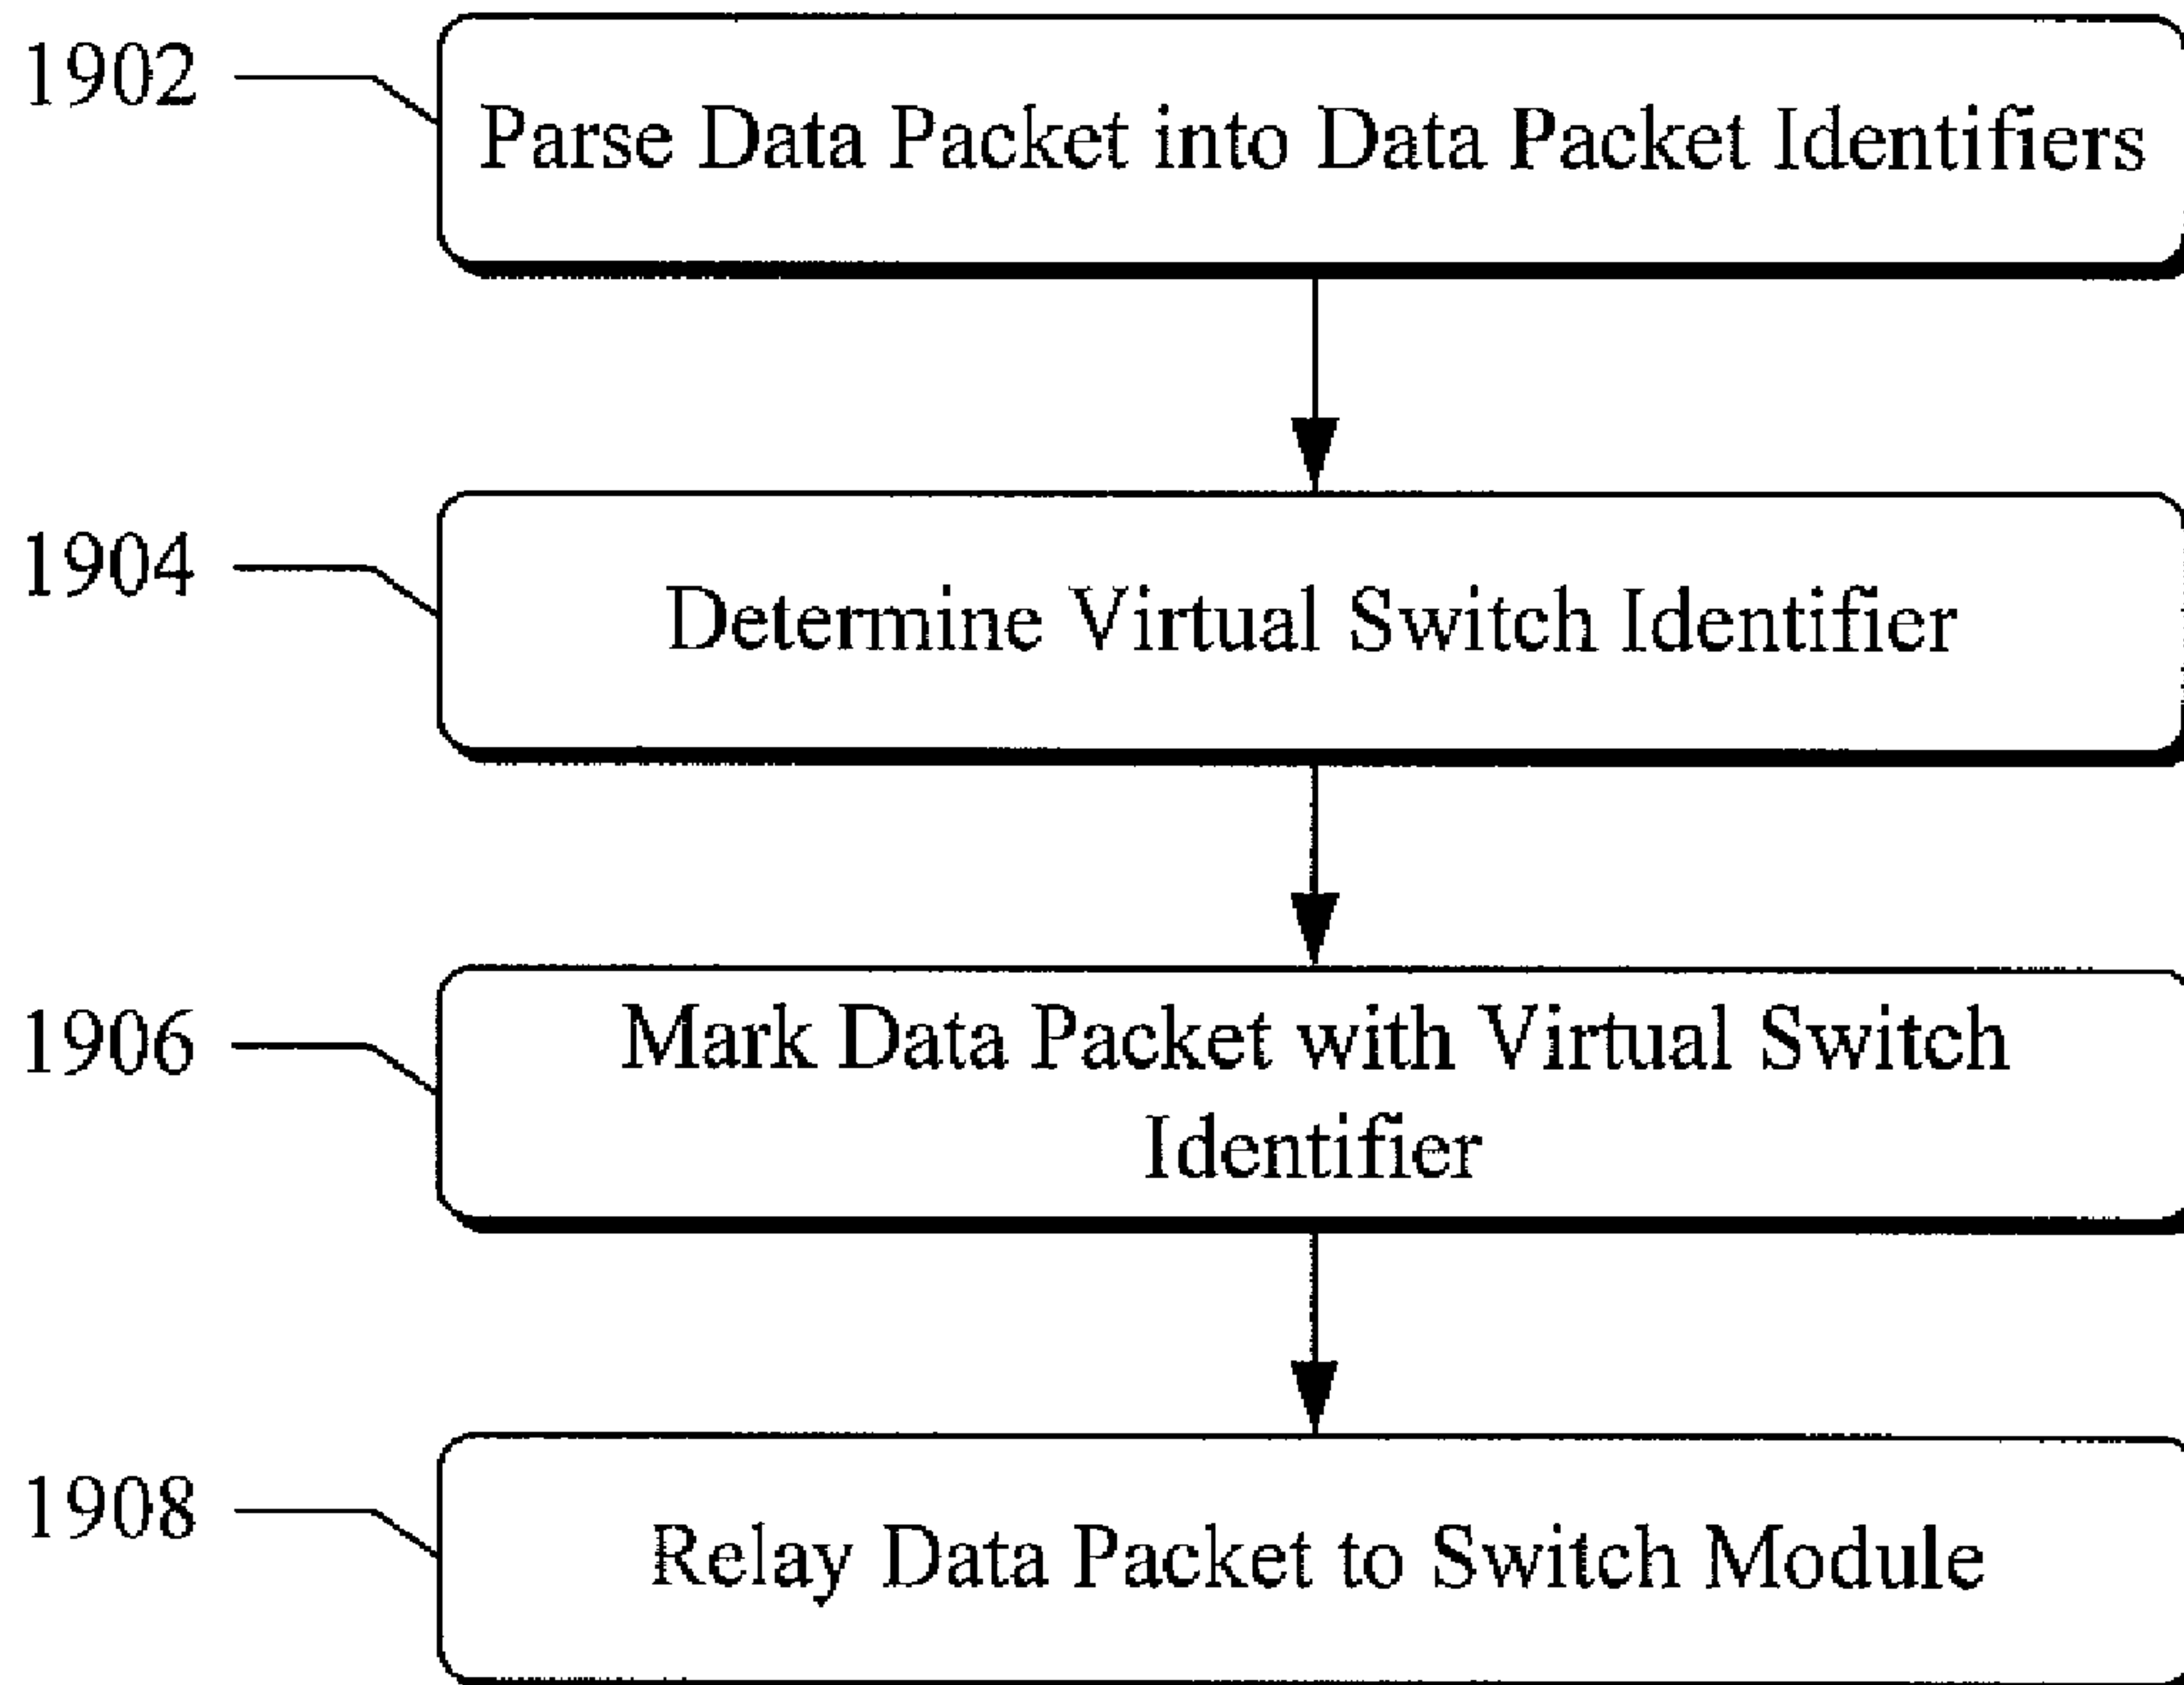 1902
Parse Data Packet into Data Packet Identifiers
1904
Determine Virtual Switch Identifier
1906
Mark Data Packet with Virtual Switch
Identifier
1908
Relay Data Packet to Switch Module